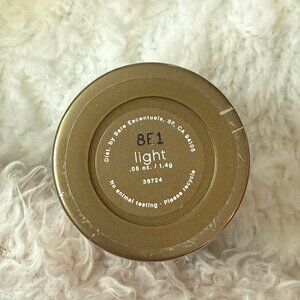 Dist. by Bare Escentuals, SF, CA 94105
8E1
light
.05 oz. / 1.4g
38724
No animal testing - Please recycle